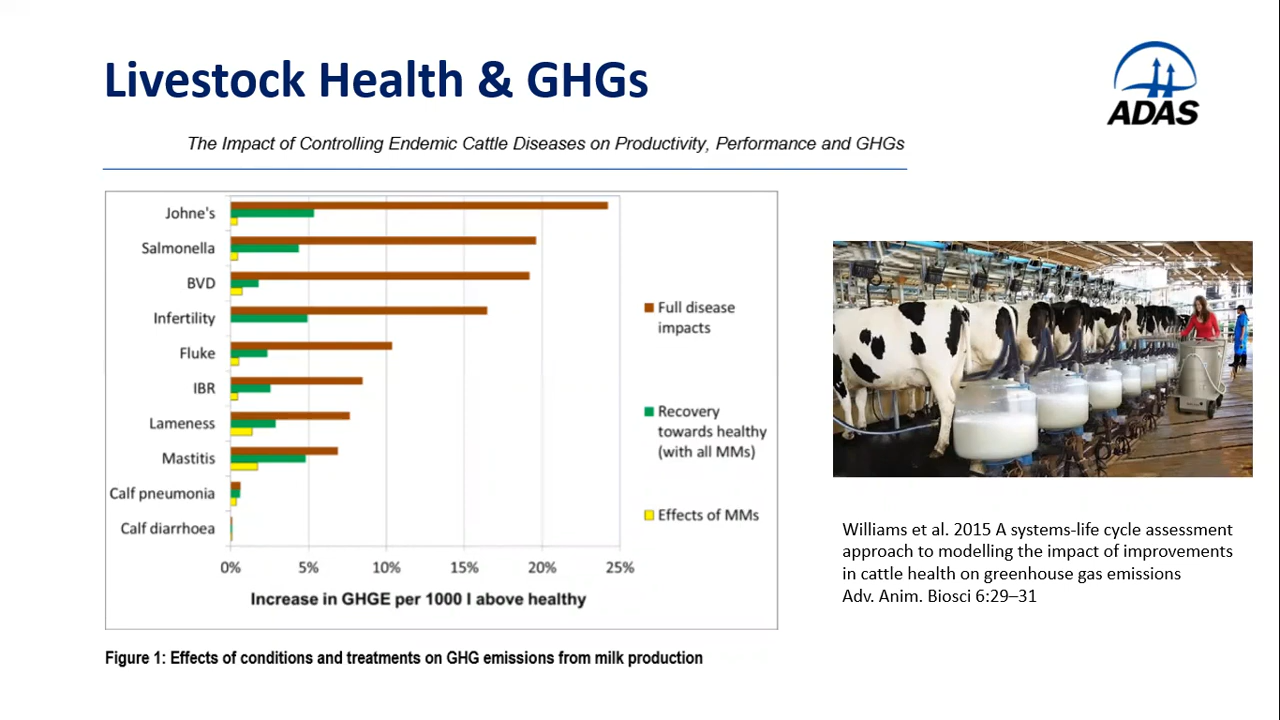 Livestock Health & GHGs
ADAS
The Impact of Controlling Endemic Cattle Diseases on Productivity, Performance and GHGs
Johne's
Salmonella
BVD
Infertility
Fluke
IBR
Lameness
Mastitis
Calf pneumonia
Calf diarrhoea
0% 5% 10% 15% 20% 25%
Increase in GHGE per 1000 l above healthy
Full disease
impacts
Recovery
towards healthy
(with all MMs)
Effects of MMs
Figure 1: Effects of conditions and treatments on GHG emissions from milk production
Williams et al. 2015 A systems-life cycle assessment
approach to modelling the impact of improvements
in cattle health on greenhouse gas emissions
Adv. Anim. Biosci 6:29–31